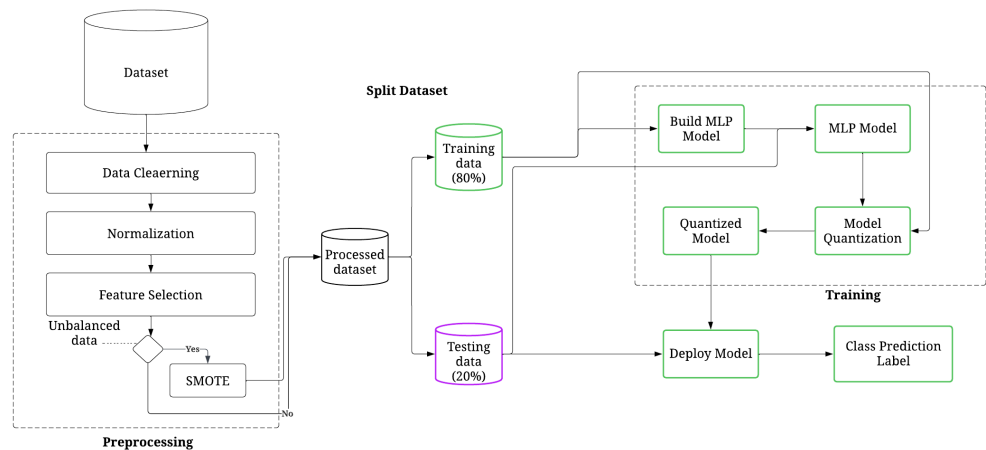 Dataset
Data Cleaerning
Normalization
Feature Selection
Unbalanced
data
Yes
SMOTE
No
Preprocessing
Processed
dataset
Split Dataset
Training
data
(80%)
Testing
data
(20%)
Build MLP
Model
MLP Model
Quantized
Model
Model
Quantization
Training
Deploy Model
Class Prediction
Label